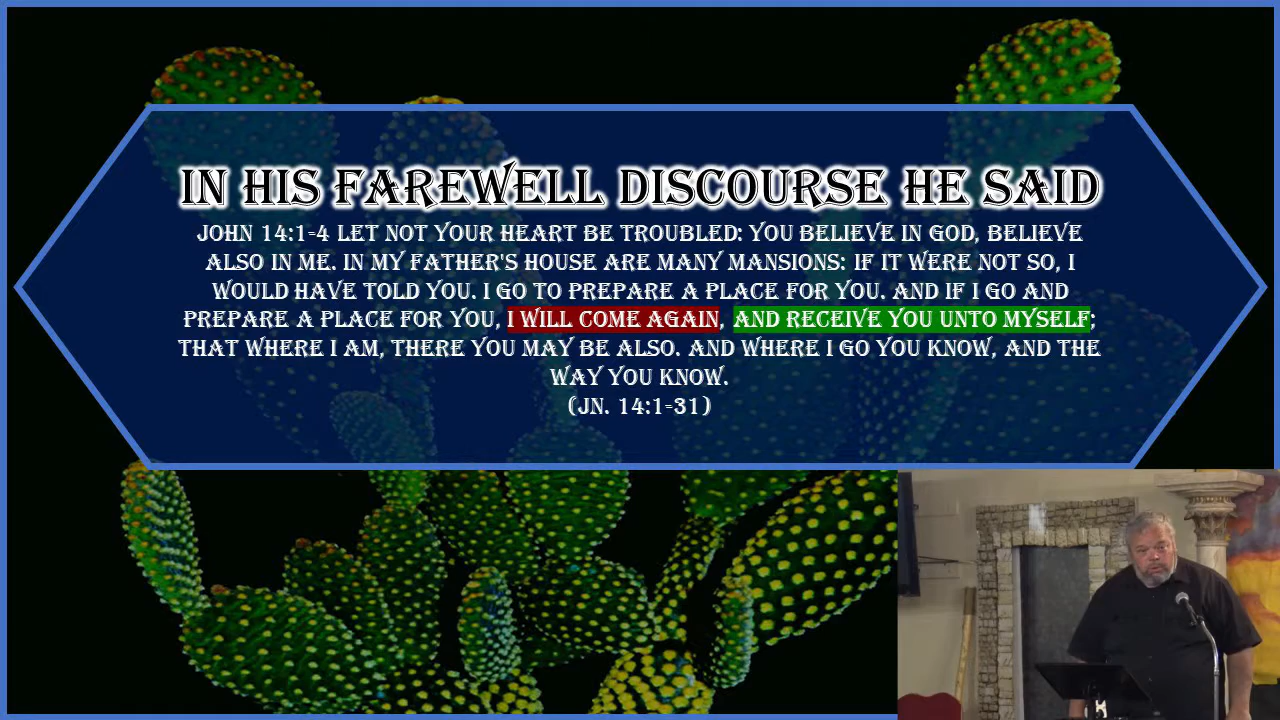 IN HIS FAREWELL DISCOURSE HE SAID
JOHN 14:1-4 LET NOT YOUR HEART BE TROUBLED: YOU BELIEVE IN GOD, BELIEVE
ALSO IN ME. IN MY FATHER'S HOUSE ARE MANY MANSIONS: IF IT WERE NOT SO, I
WOULD HAVE TOLD YOU. I GO TO PREPARE A PLACE FOR YOU. AND IF I GO AND
PREPARE A PLACE FOR YOU, I WILL COME AGAIN, AND RECEIVE YOU UNTO MYSELF;
THAT WHERE I AM, THERE YOU MAY BE ALSO. AND WHERE I GO YOU KNOW, AND THE
WAY YOU KNOW.
(JN. 14:1-31)